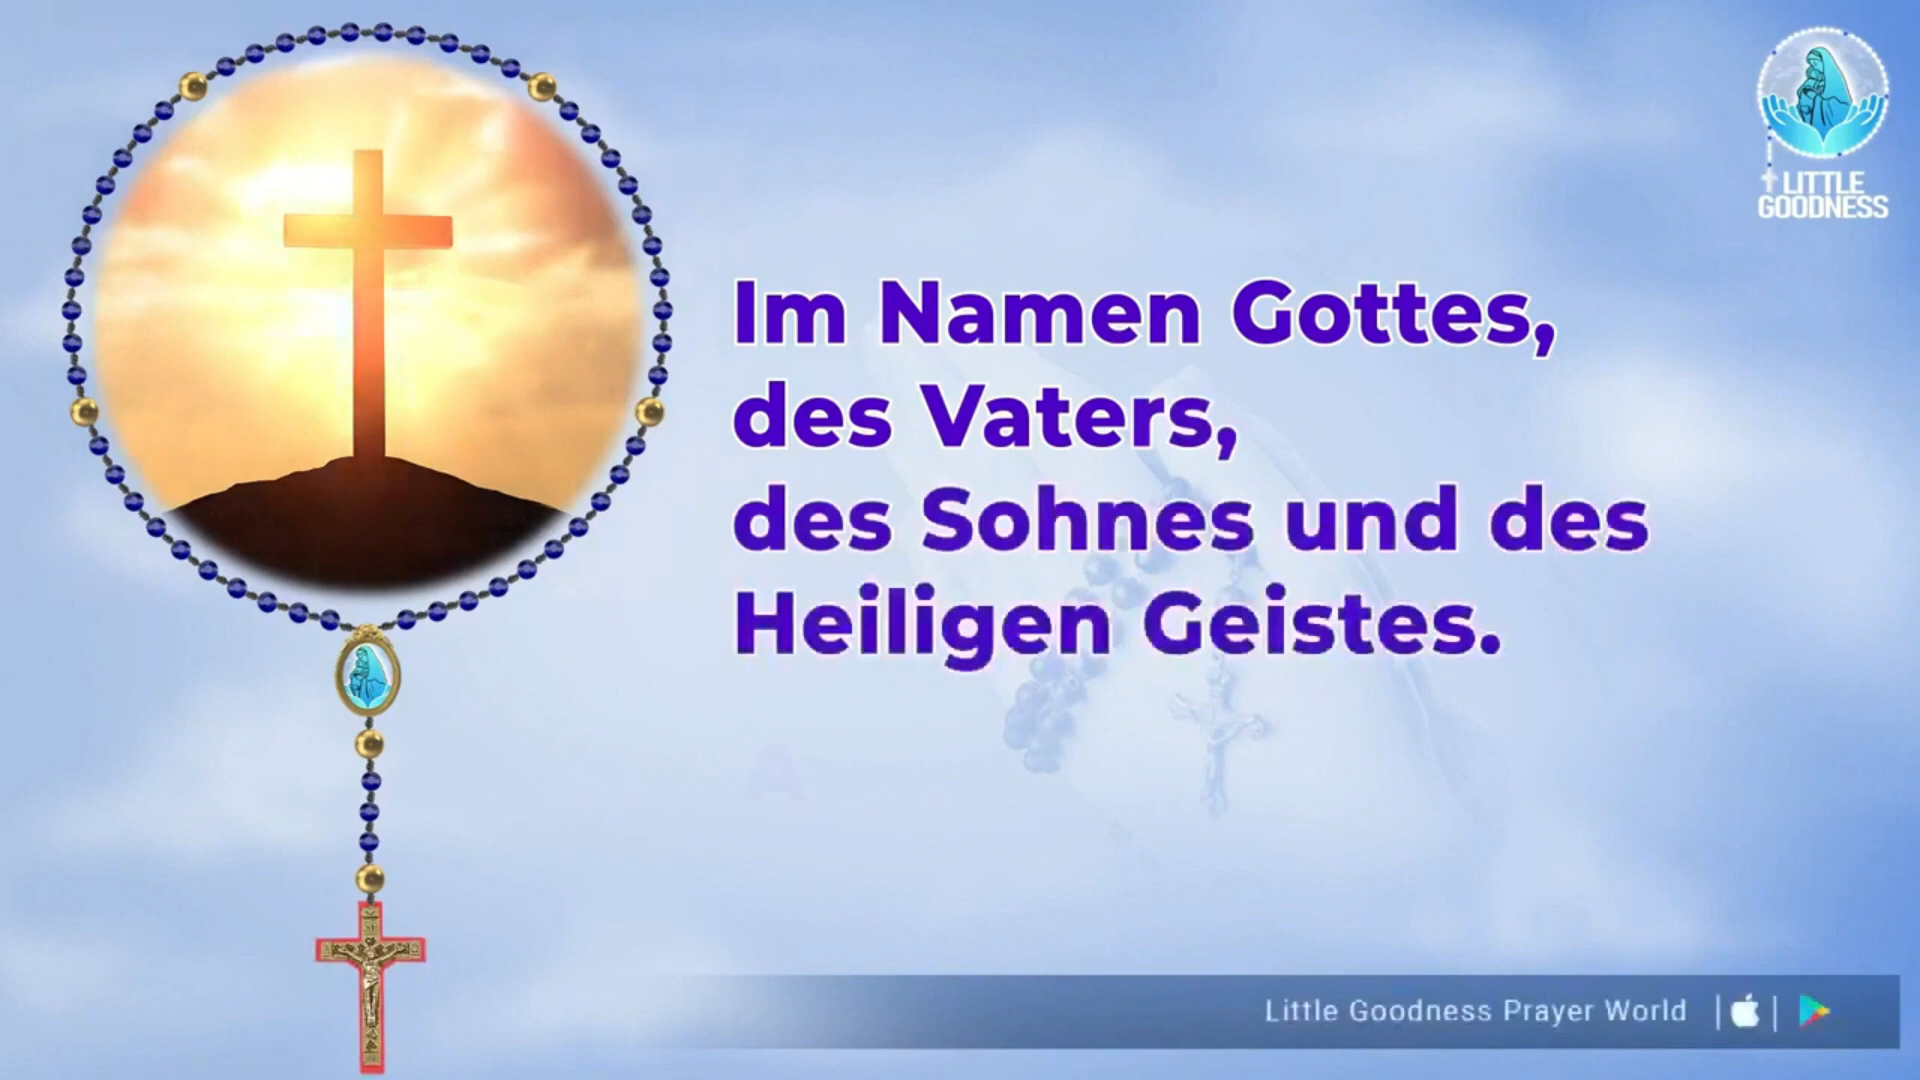 LITTLE
GOODNESS
Im Namen Gottes,
des Vaters,
des Sohnes und des
Heiligen Geistes.
A
Little Goodness Prayer World